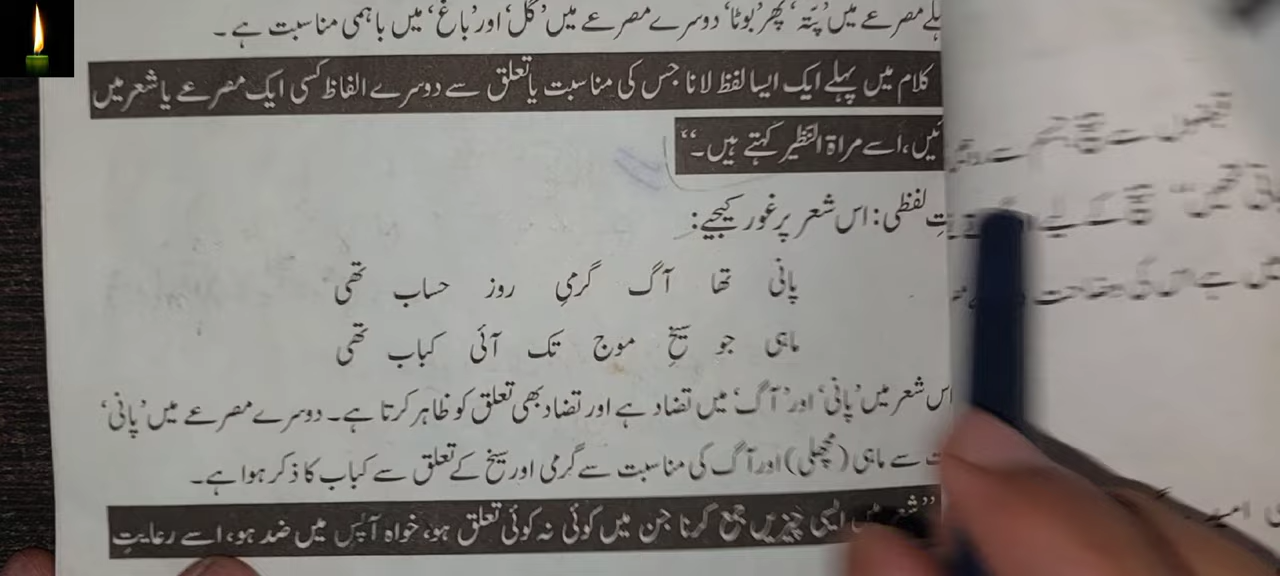 پہلے مصرعے میں 'پتّہ' پھر 'بوٹا' دوسرے مصرعے میں 'گُل' اور 'باغ' میں باہمی مناسبت ہے۔
کلام میں پہلے ایک ایسا لفظ لانا جس کی مناسبت یا تعلق سے دوسرے الفاظ کسی ایک مصرعے یا شعر میں
ئیں، اسے مراۃ النظیر کہتے ہیں۔“
تِ لفظی: اس شعر پر غور کیجیے:
پانی تھا آگ گرمیِ روز حساب تھی
ماہی جو سیخِ موج تک آئی کباب تھی
اس شعر میں 'پانی' اور 'آگ' میں تضاد ہے اور تضاد بھی تعلق کو ظاہر کرتا ہے۔ دوسرے مصرعے میں 'پانی'
ت سے ماہی (مچھلی) اور آگ کی مناسبت سے گرمی اور سیخ کے تعلق سے کباب کا ذکر ہوا ہے۔
”شعر میں ایسی چیزیں جمع کرنا جن میں کوئی نہ کوئی تعلق ہو، خواہ آپس میں ضد ہو، اسے رعایتِ